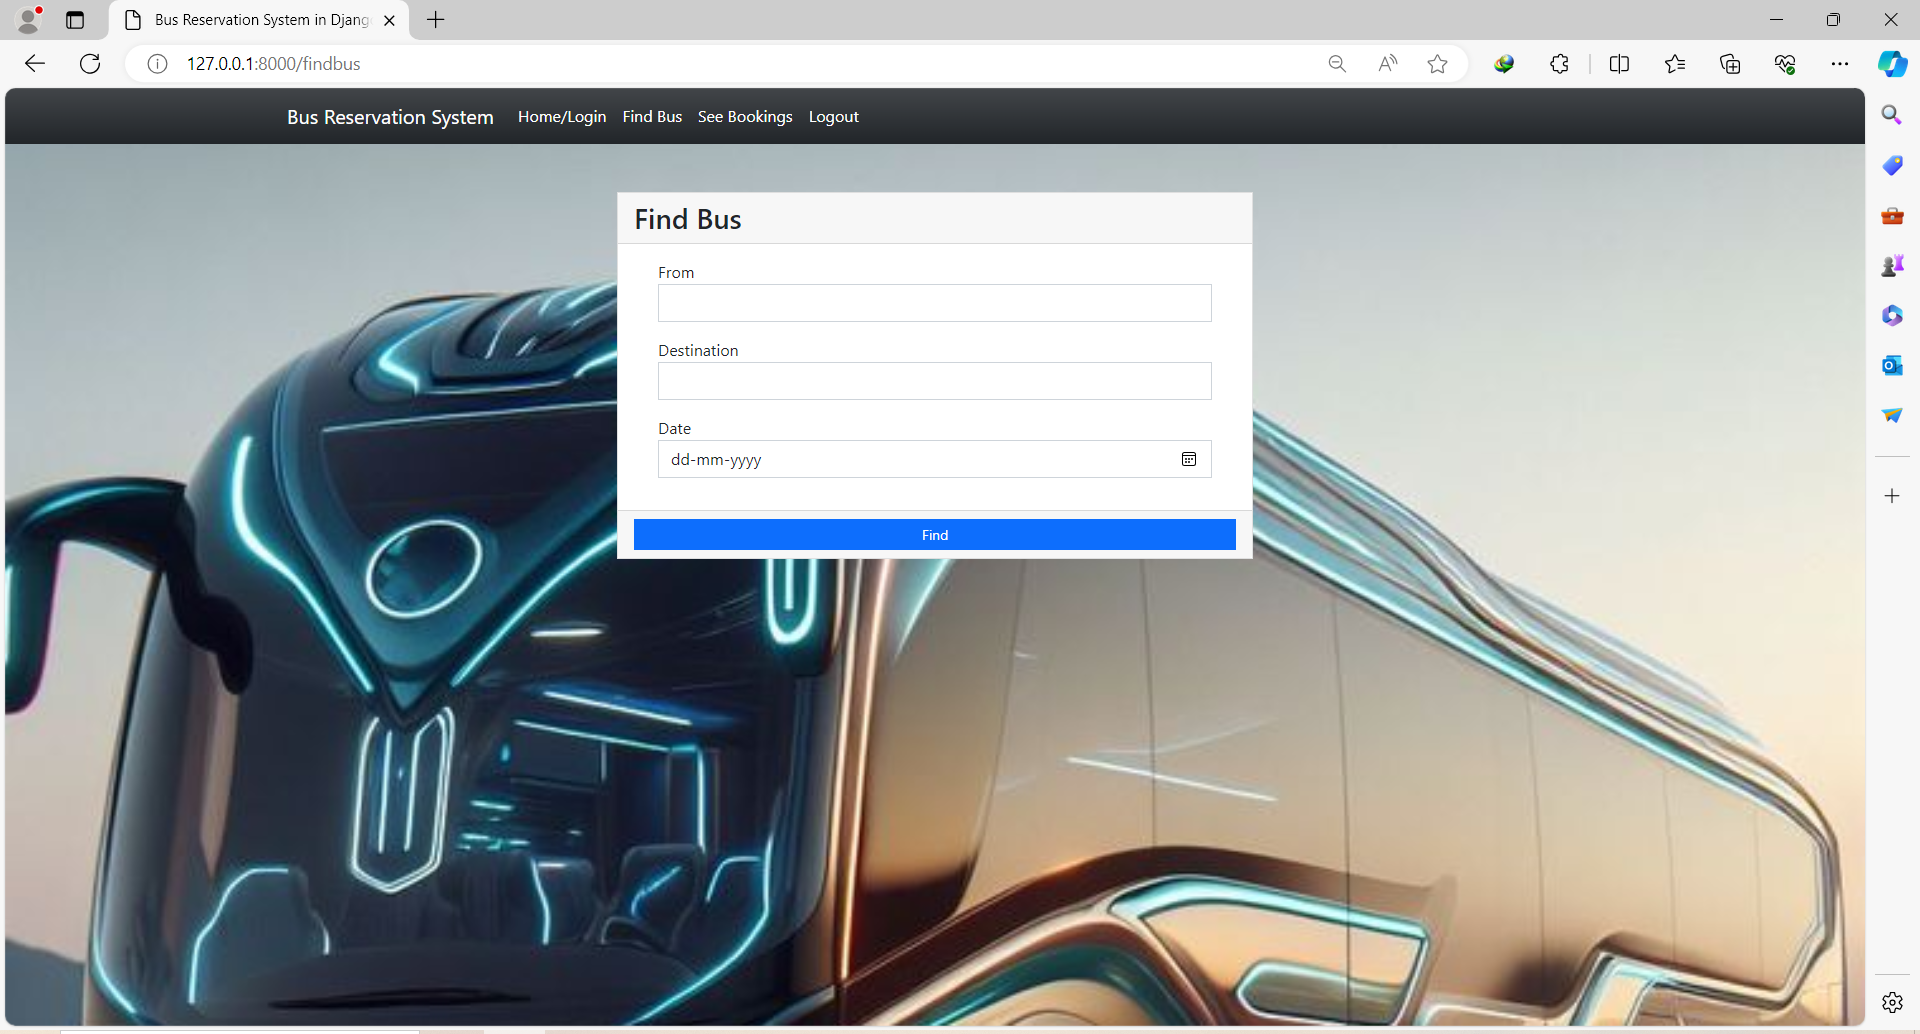 Bus Reservation System in Djang
127.0.0.1:8000/findbus
Bus Reservation System Home/Login Find Bus See Bookings Logout
Find Bus
From
Destination
Date
dd-mm-yyyy
Find